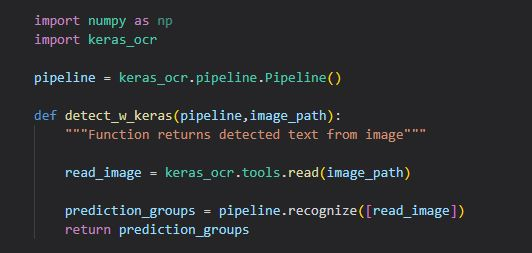 import numpy as np
import keras_ocr
pipeline = keras_ocr.pipeline.Pipeline()
def detect_w_keras(pipeline,image_path):
"""Function returns detected text from image"""
read_image = keras_ocr.tools.read(image_path)
prediction_groups = pipeline.recognize([read_image])
return prediction_groups